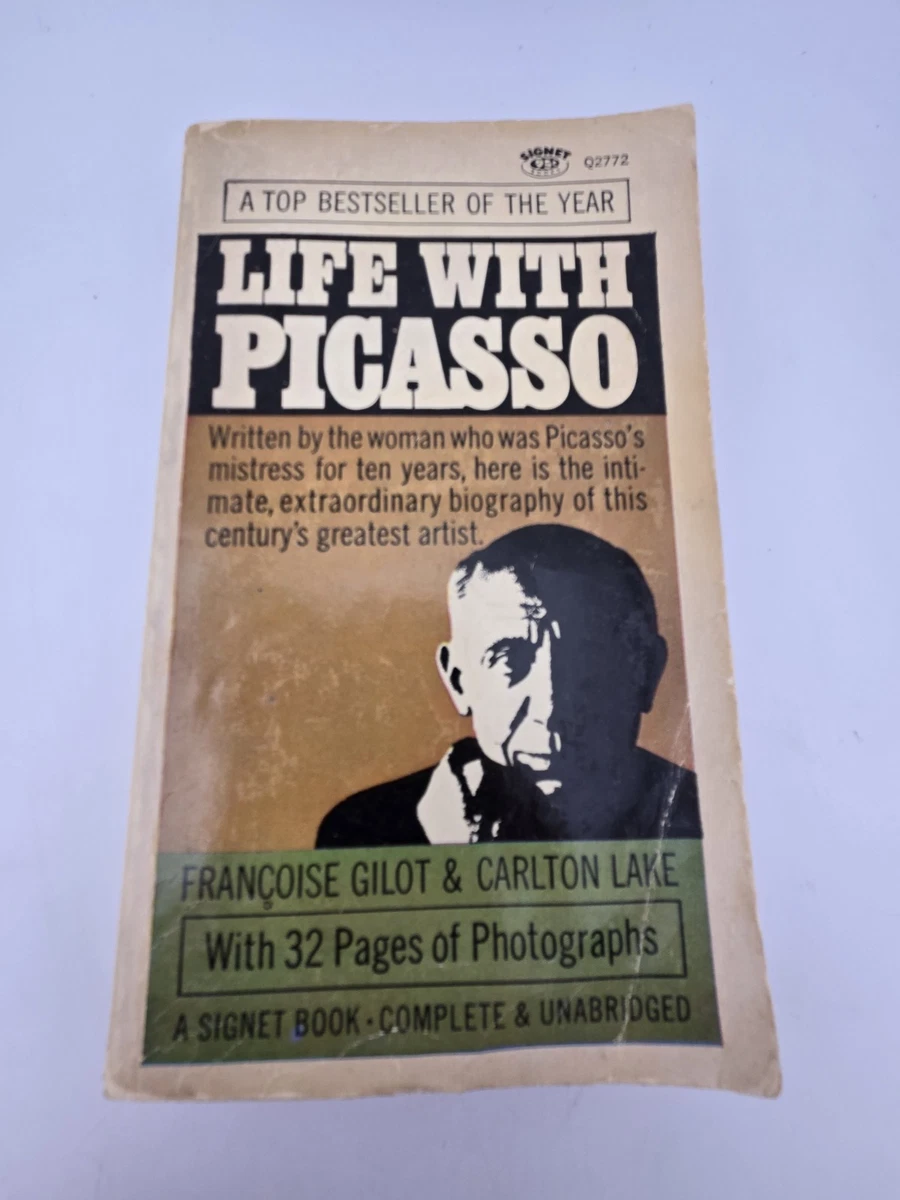 SIGNET
95¢
BOOKS
Q2772
A TOP BESTSELLER OF THE YEAR
LIFE WITH
PICASSO
Written by the woman who was Picasso's
mistress for ten years, here is the inti-
mate, extraordinary biography of this
century's greatest artist.
FRANÇOISE GILOT & CARLTON LAKE
With 32 Pages of Photographs
A SIGNET BOOK • COMPLETE & UNABRIDGED